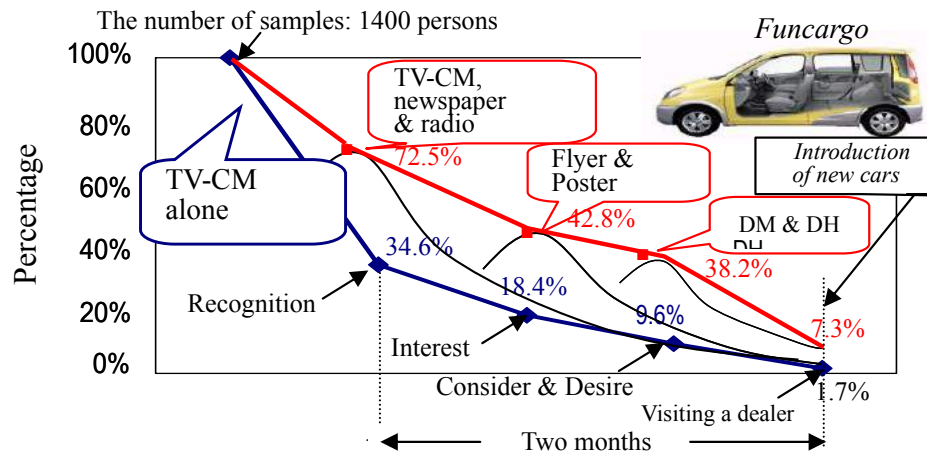 The number of samples: 1400 persons
Funcargo
100%
80%
60%
40%
20%
0%
Percentage
TV-CM,
newspaper
& radio
72.5%
Flyer &
Poster
42.8%
Introduction
of new cars
TV-CM
alone
DM & DH
DH
38.2%
34.6%
18.4%
9.6%
7.3%
1.7%
Recognition
Interest
Consider & Desire
Visiting a dealer
Two months